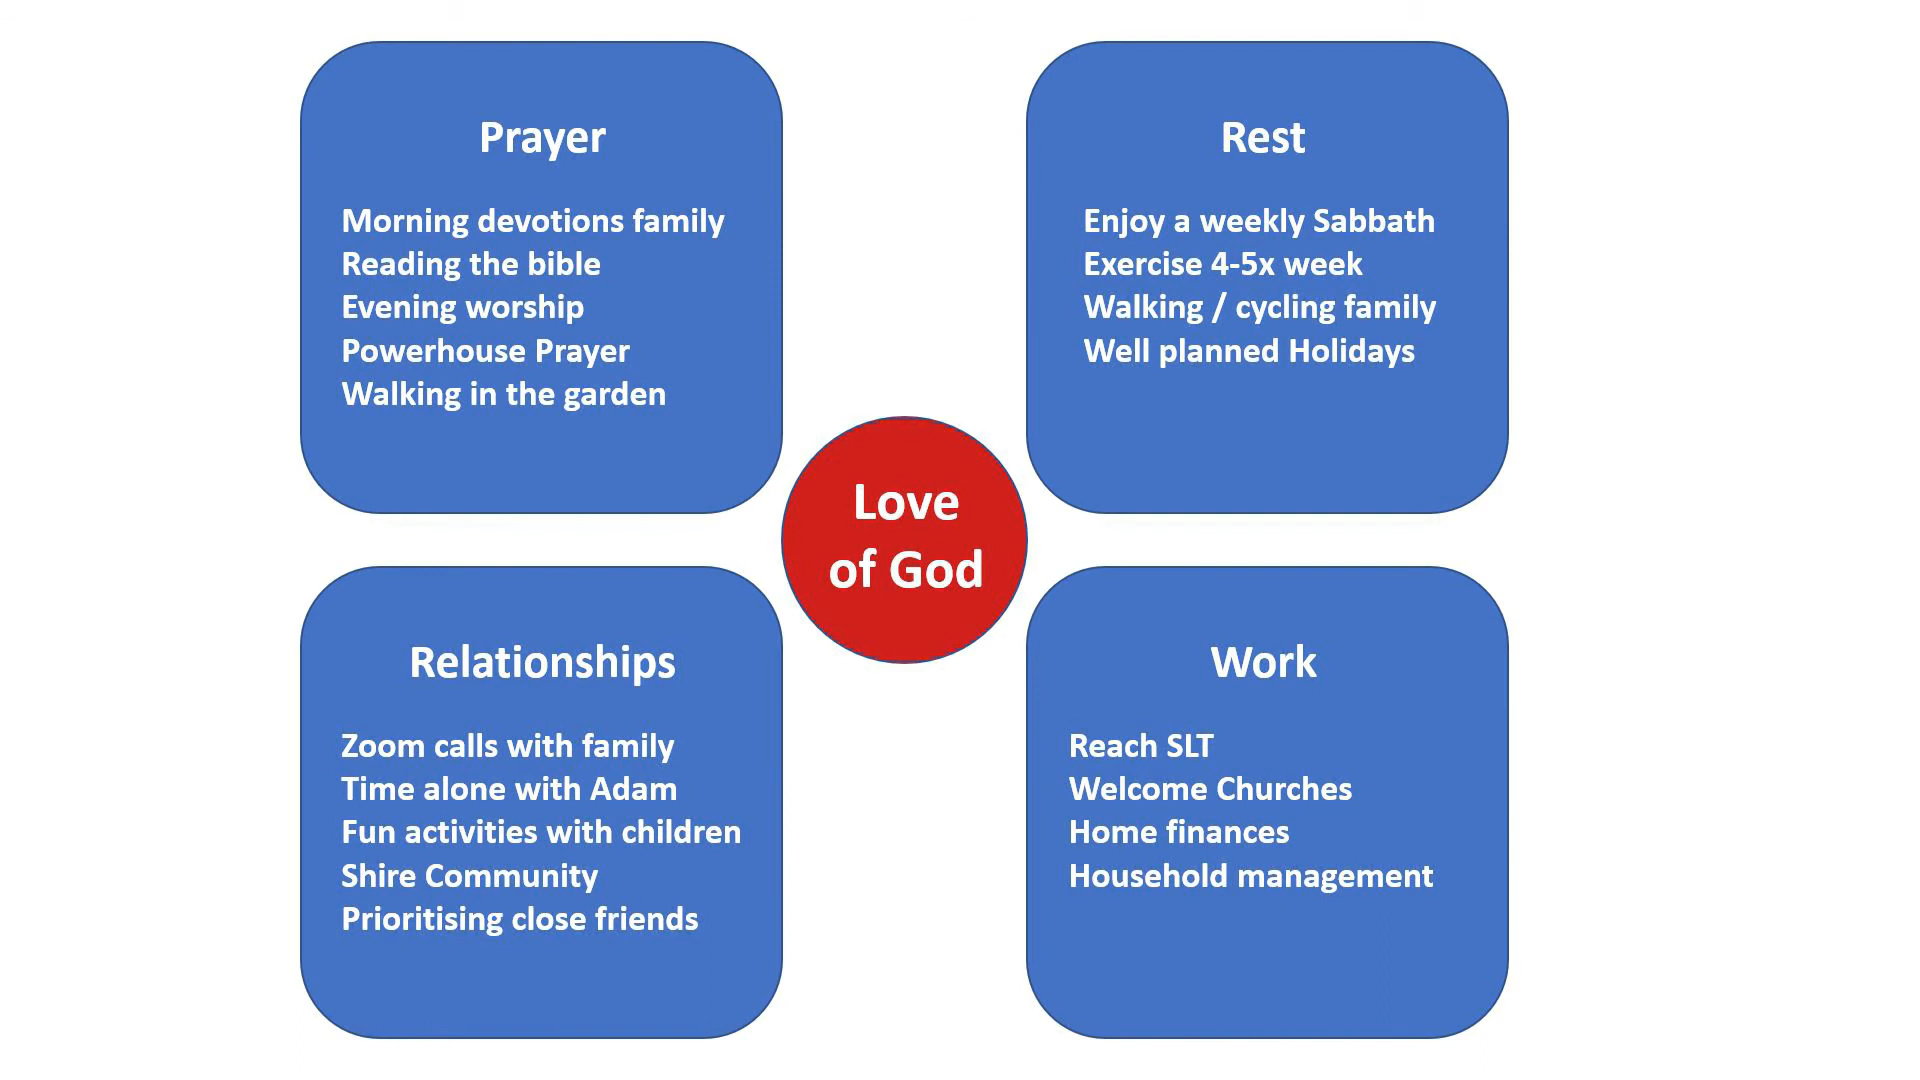 Prayer
Morning devotions family
Reading the bible
Evening worship
Powerhouse Prayer
Walking in the garden
Rest
Enjoy a weekly Sabbath
Exercise 4-5x week
Walking / cycling family
Well planned Holidays
Love
of God
Relationships
Zoom calls with family
Time alone with Adam
Fun activities with children
Shire Community
Prioritising close friends
Work
Reach SLT
Welcome Churches
Home finances
Household management